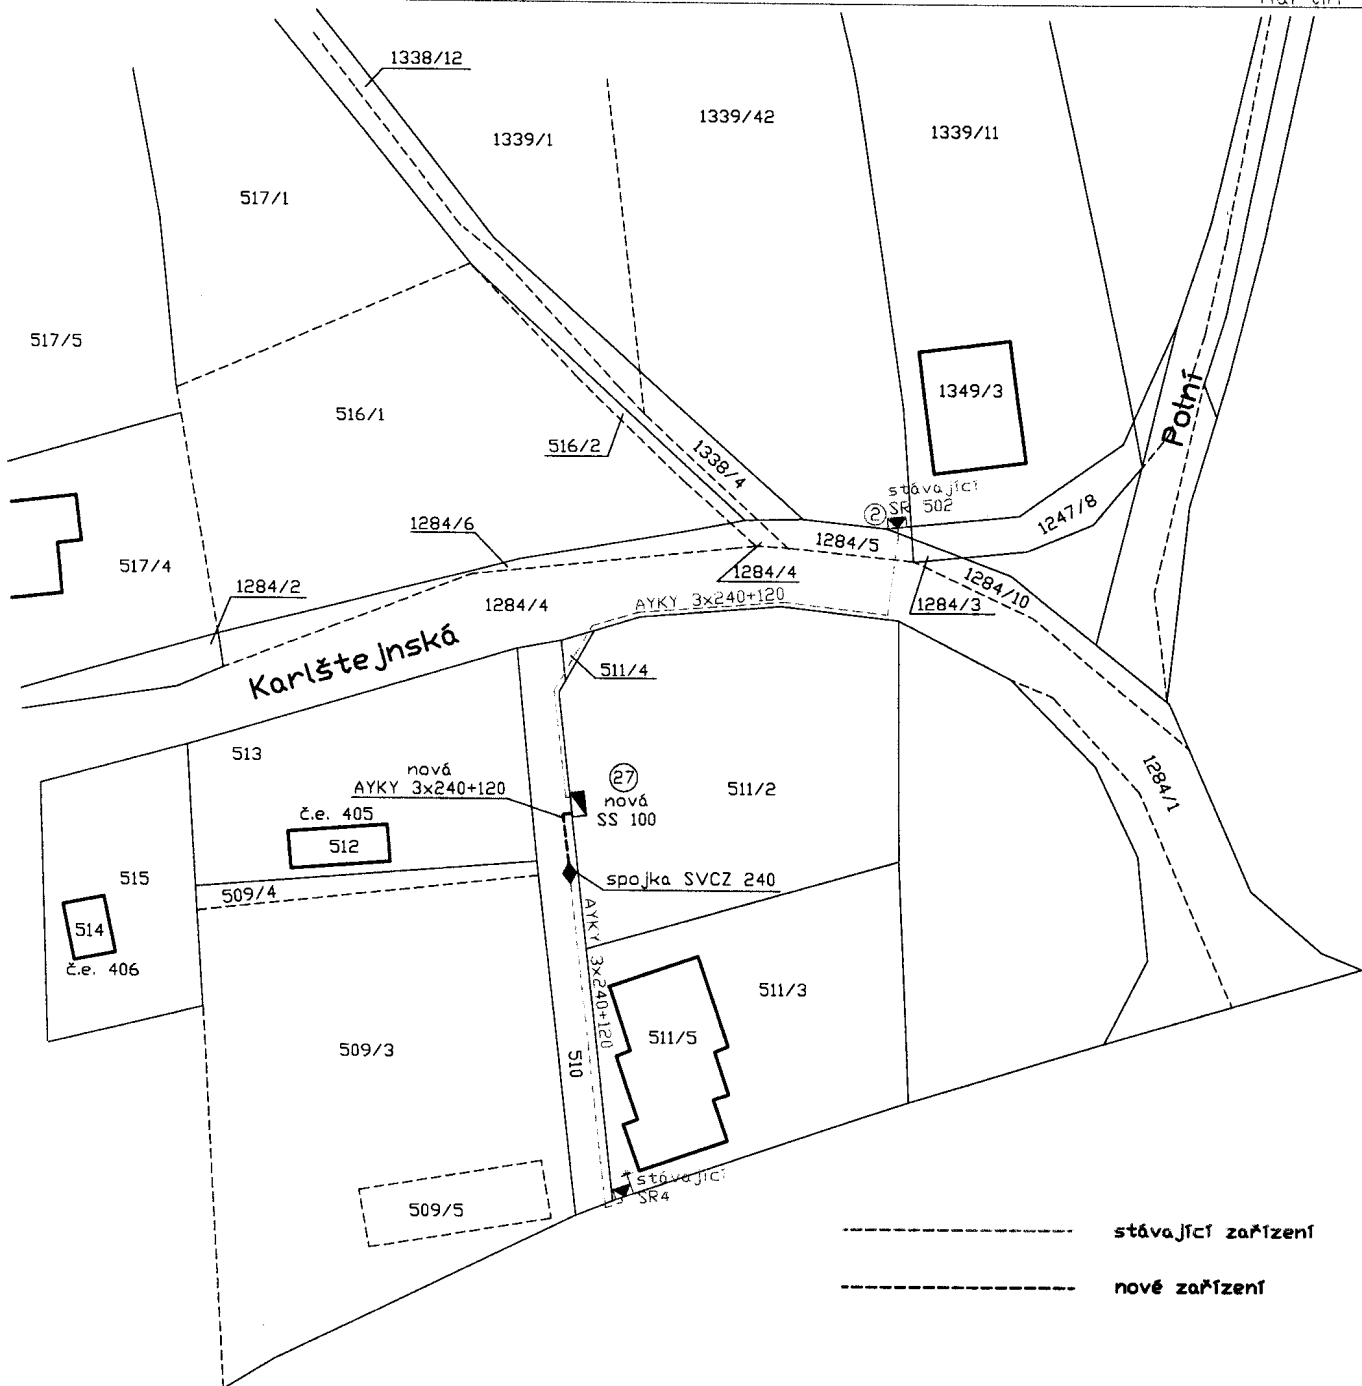 1338/12
1339/1
1339/42
1339/11
517/1
517/5
516/1
1349/3
Polní
516/2
1338/4
stávající
② SR 502
1247/8
1284/6
1284/5
517/4
1284/2
1284/4
1284/10
1284/4
AYKY 3x240+120
1284/3
Karlštejnská
511/4
513
nová
AYKY 3x240+120
27
nová
SS 100
511/2
1284/1
č.e. 405
512
515
509/4
spojka SVCZ 240
514
č.e. 406
AYKY 3x240+120
511/3
509/3
510
511/5
stávající
SR4
509/5
stávající zařízení
nové zařízení